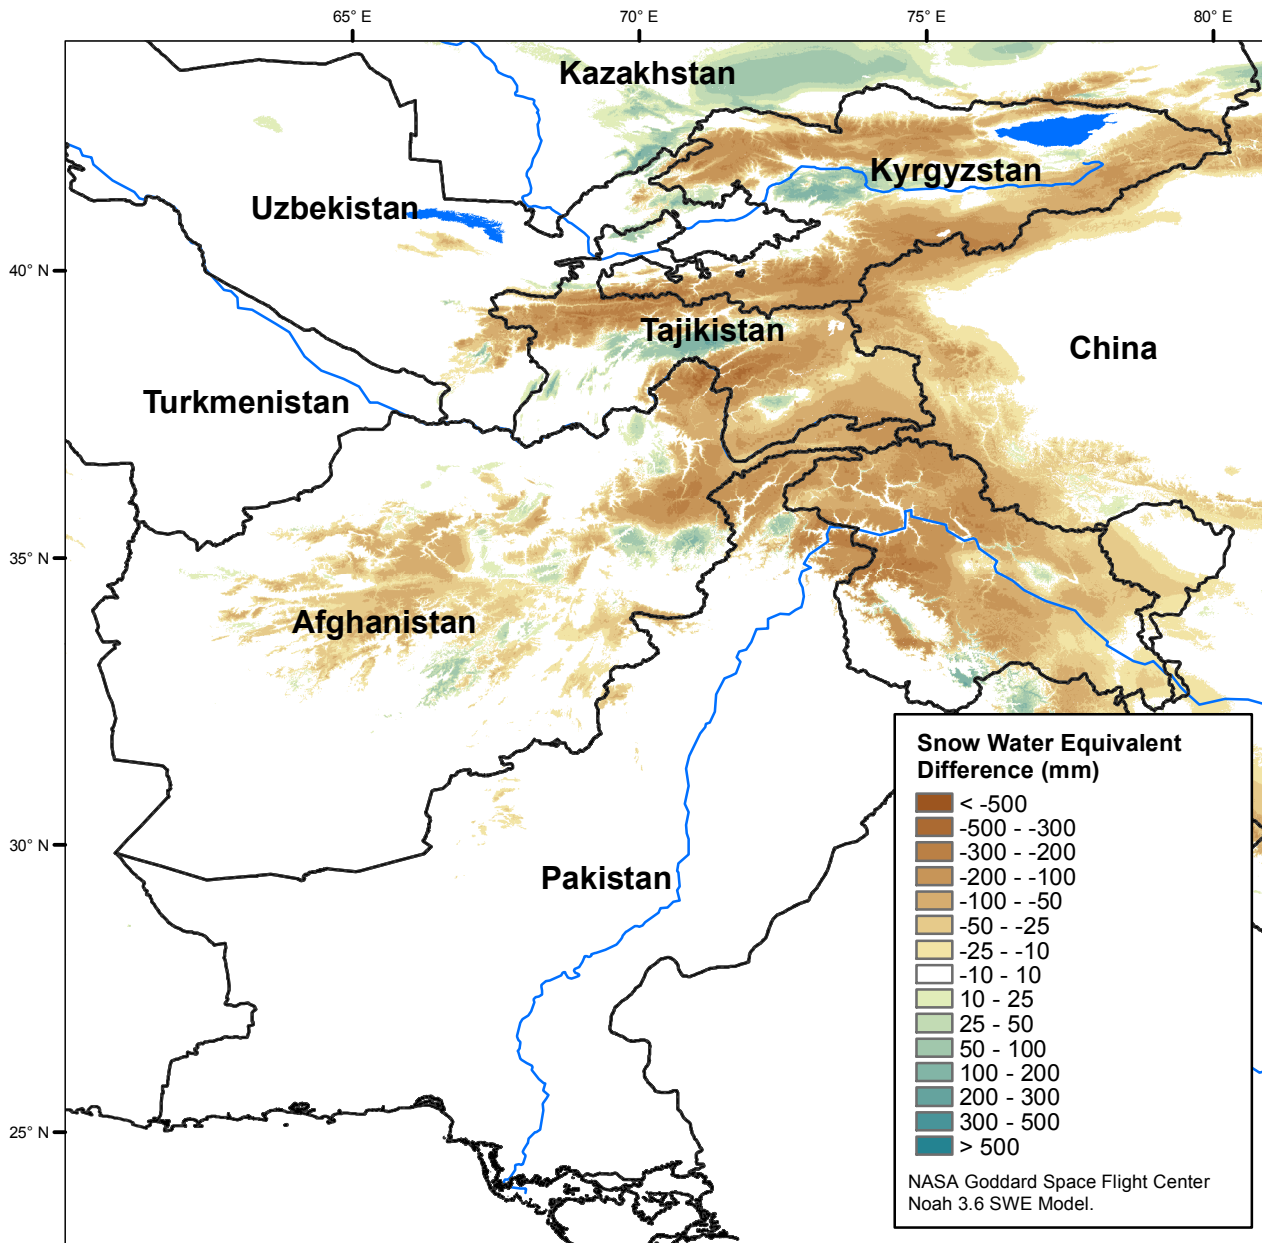 65° E
70° E
75° E
80° E
Kazakhstan
Kyrgyzstan
Uzbekistan
40° N
Tajikistan
China
Turkmenistan
35° N
Afghanistan
30° N
Pakistan
25° N
Snow Water Equivalent
Difference (mm)
< -500
-500 - -300
-300 - -200
-200 - -100
-100 - -50
-50 - -25
-25 - -10
-10 - 10
10 - 25
25 - 50
50 - 100
100 - 200
200 - 300
300 - 500
> 500
NASA Goddard Space Flight Center
Noah 3.6 SWE Model.